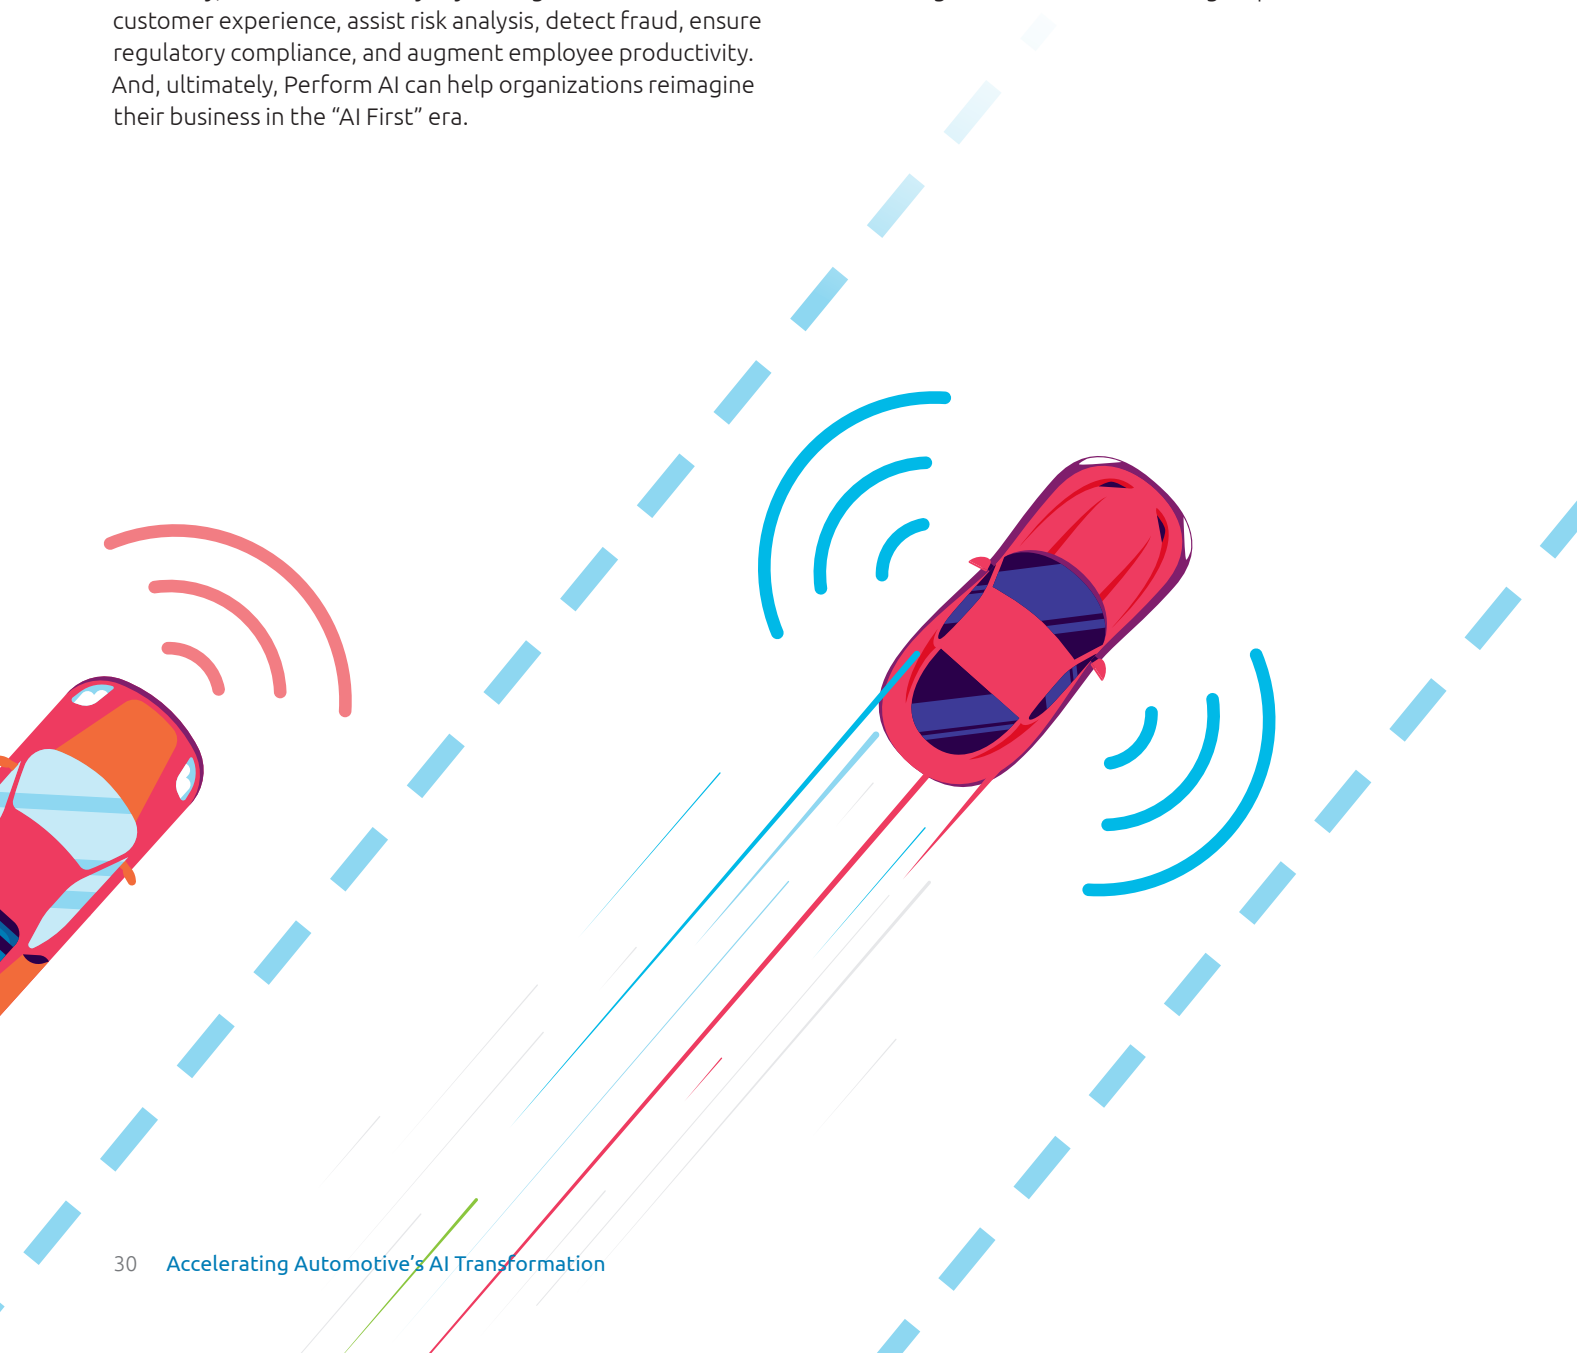 customer experience, assist risk analysis, detect fraud, ensure
regulatory compliance, and augment employee productivity.
And, ultimately, Perform AI can help organizations reimagine
their business in the “AI First” era.
30 Accelerating Automotive’s AI Transformation